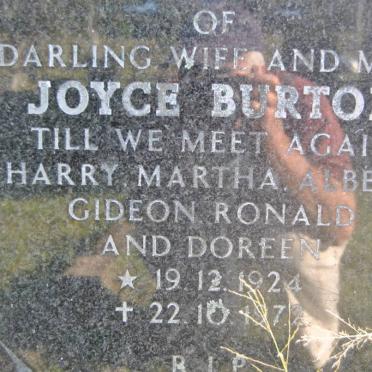 OF
DARLING WIFE AND M
JOYCE BURTO
TILL WE MEET AGAI
HARRY, MARTHA, ALBE
GIDEON, RONALD
AND DOREEN
★ 19.12.1924
✝ 22.10.1972
R.I.P.